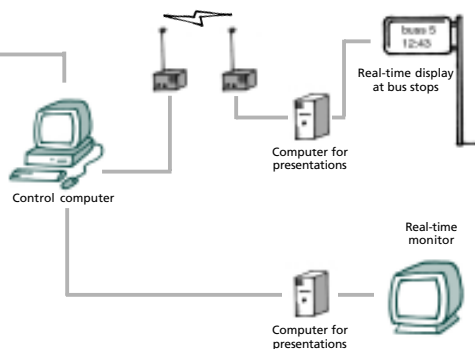 buss 5
12:43
Real-time display
at bus stops
Computer for
presentations
Control computer
Real-time
monitor
Computer for
presentations